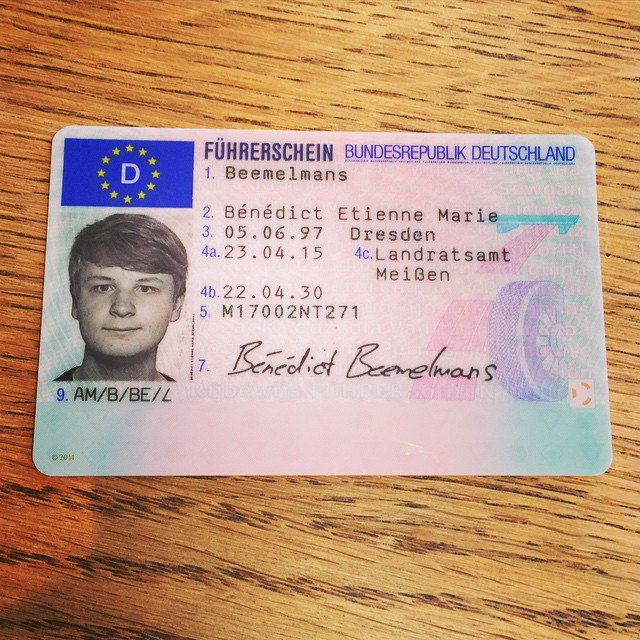 D
FÜHRERSCHEIN BUNDESREPUBLIK DEUTSCHLAND
1. Beemelmans
2. Bénédict Etienne Marie
3. 05.06.97 Dresden
4a. 23.04.15 4c. Landratsamt
Meißen
4b. 22.04.30
5. M17002NT271
7. Bénédict Beemelmans
9. AM/B/BE/L
©2014